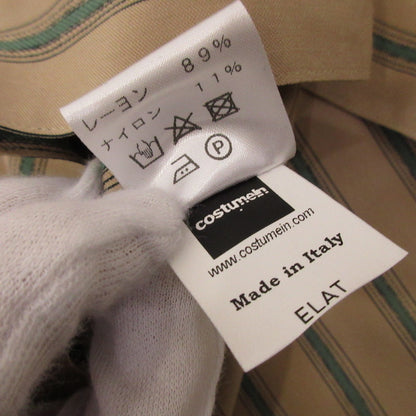 レーヨン 89%
ナイロン 11%
P
costumein
www.costumein.com
Made in Italy
ELAT